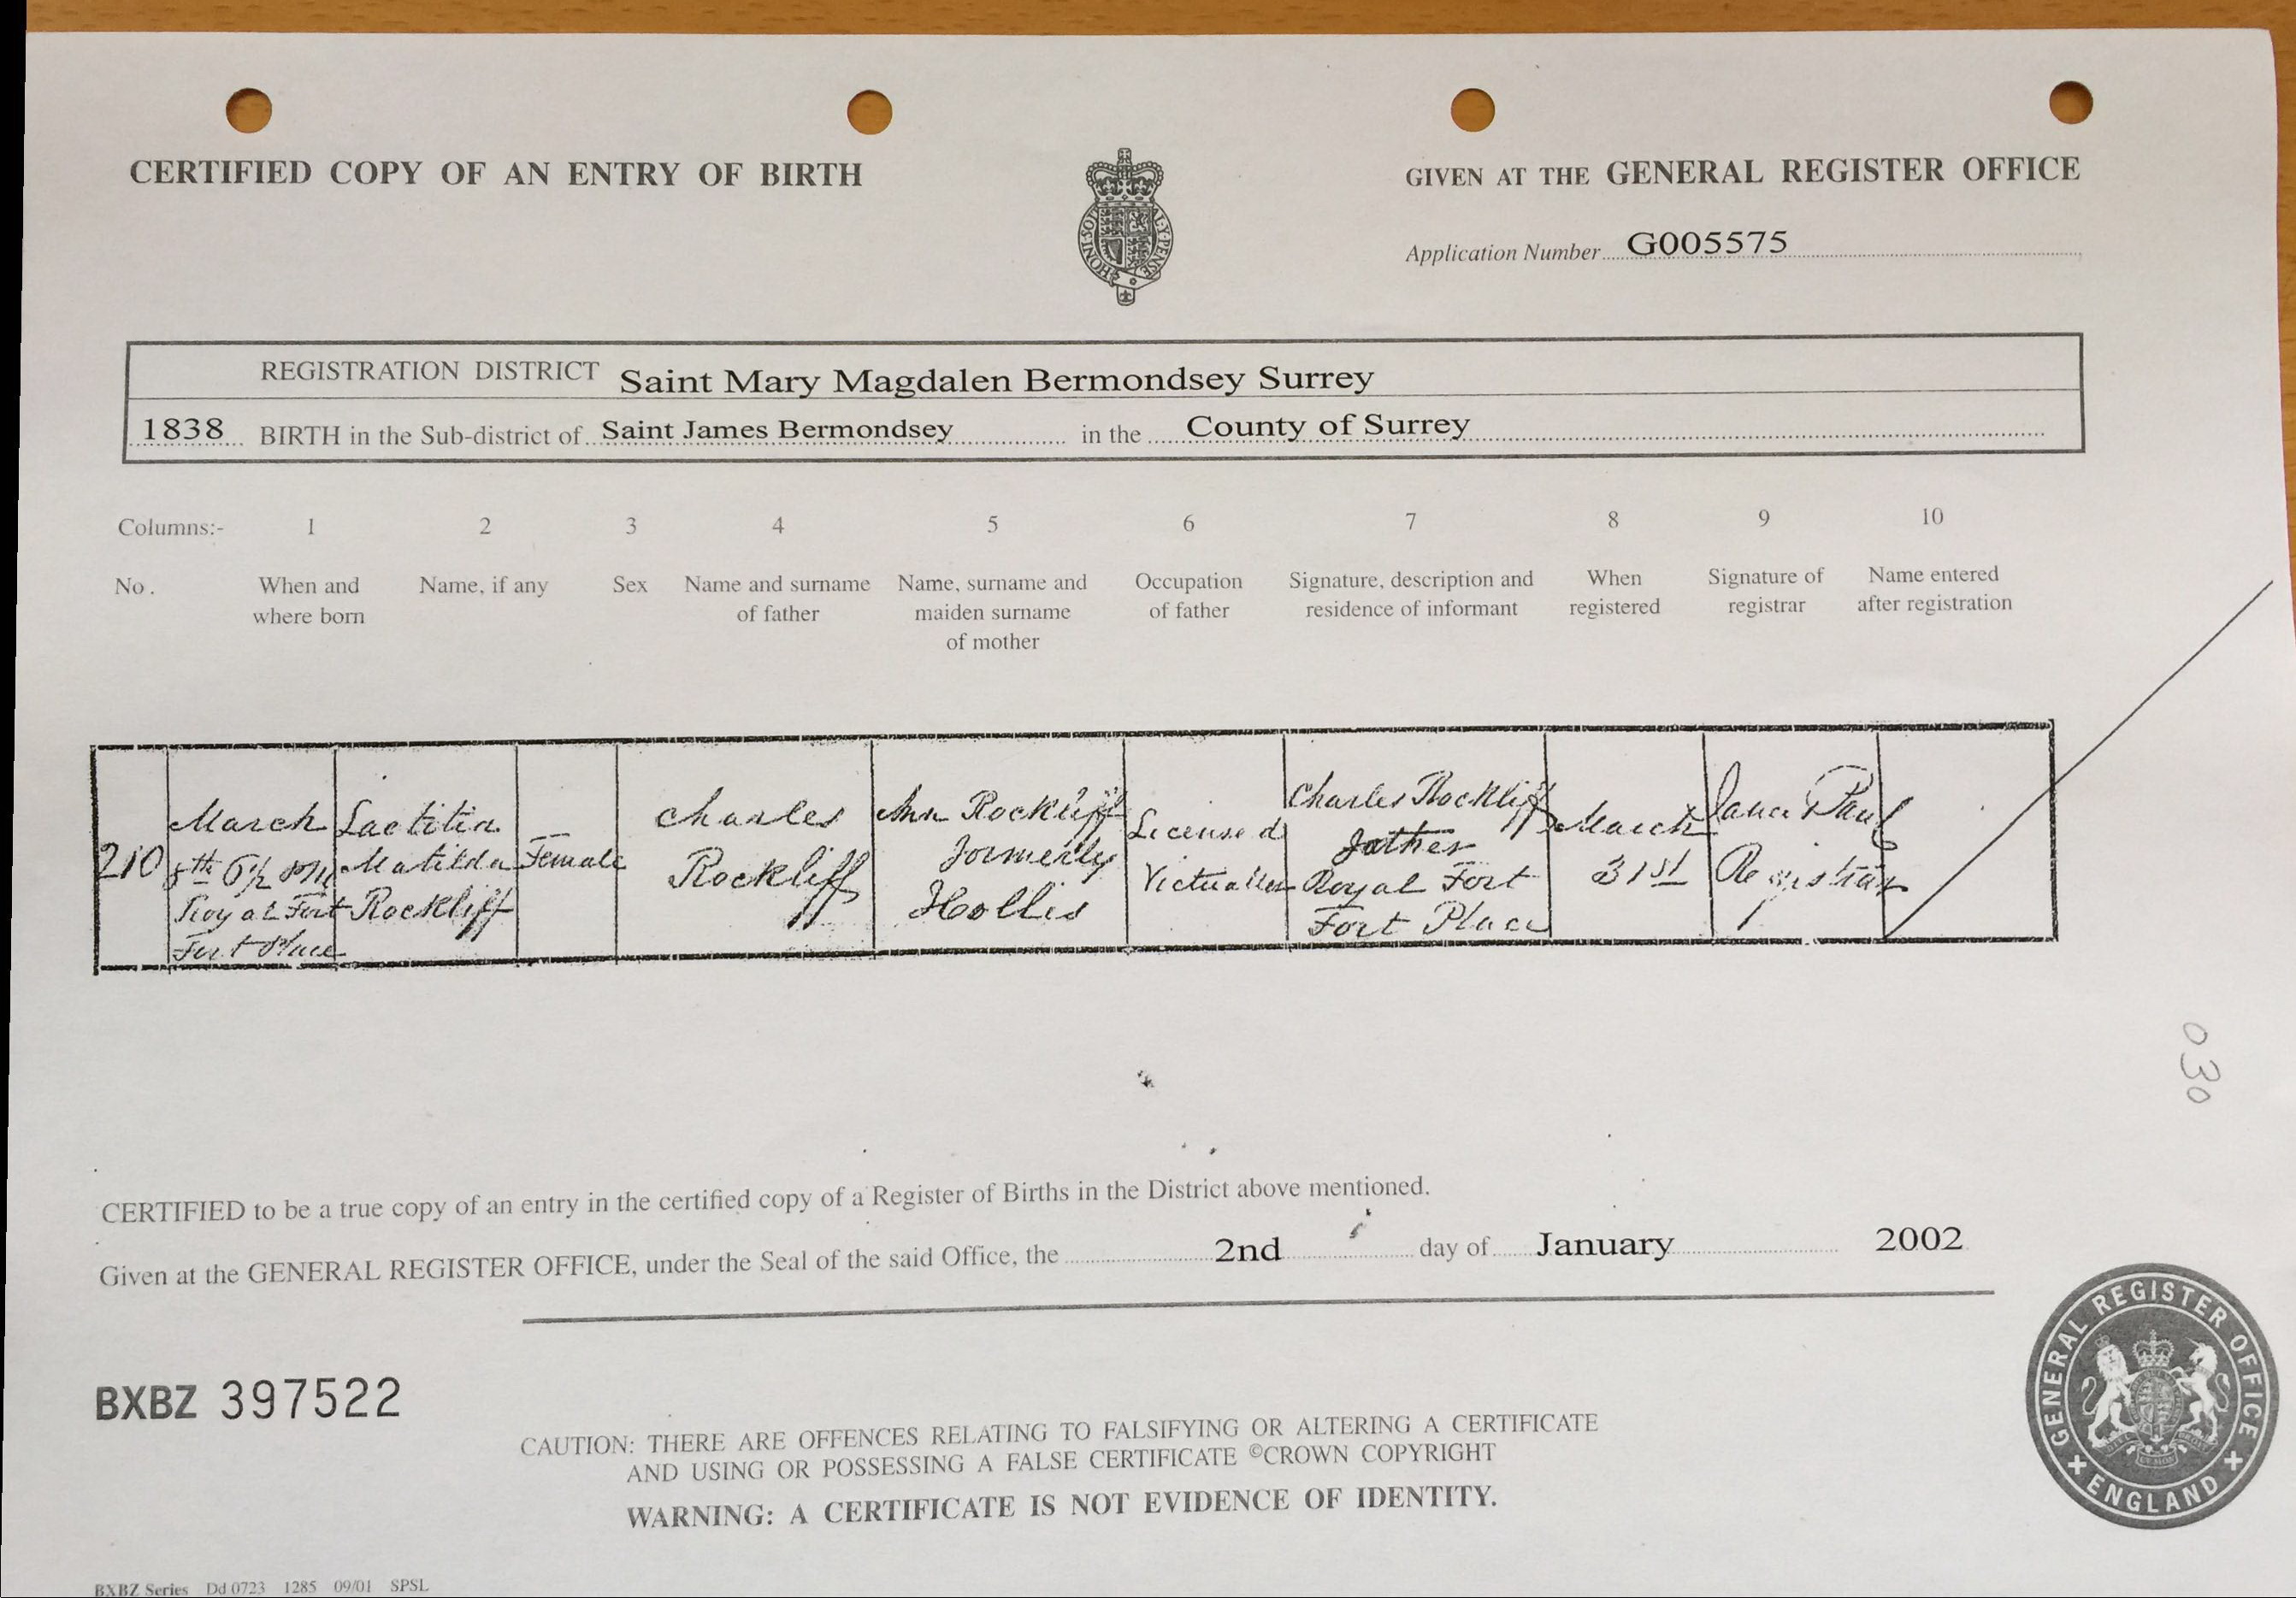 CERTIFIED COPY OF AN ENTRY OF BIRTH
GIVEN AT THE GENERAL REGISTER OFFICE
HONI SOIT QUI MAL Y PENSE
Application Number G005575
REGISTRATION DISTRICT Saint Mary Magdalen Bermondsey Surrey
1838 BIRTH in the Sub-district of Saint James Bermondsey in the County of Surrey
Columns:- 1 2 3 4 5 6 7 8 9 10
No. When and where born Name, if any Sex Name and surname of father Name, surname and maiden surname of mother Occupation of father Signature, description and residence of informant When registered Signature of registrar Name entered after registration
210
March
8th 6½ PM
Royal Fort
Fort Place
Laetitia
Matilda
Rockliff
Female
Charles
Rockliff
Ann Rockliff
formerly
Hollis
Licensed
Victualler
Charles Rockliff
father
Royal Fort
Fort Place
March
31st
Paul
Registrar
030
CERTIFIED to be a true copy of an entry in the certified copy of a Register of Births in the District above mentioned.
Given at the GENERAL REGISTER OFFICE, under the Seal of the said Office, the 2nd day of January 2002
GENERAL REGISTER OFFICE
ENGLAND
BXBZ 397522
CAUTION: THERE ARE OFFENCES RELATING TO FALSIFYING OR ALTERING A CERTIFICATE
AND USING OR POSSESSING A FALSE CERTIFICATE ©CROWN COPYRIGHT
WARNING: A CERTIFICATE IS NOT EVIDENCE OF IDENTITY.
BXBZ Series Dd 0723 1285 09/01 SPSL